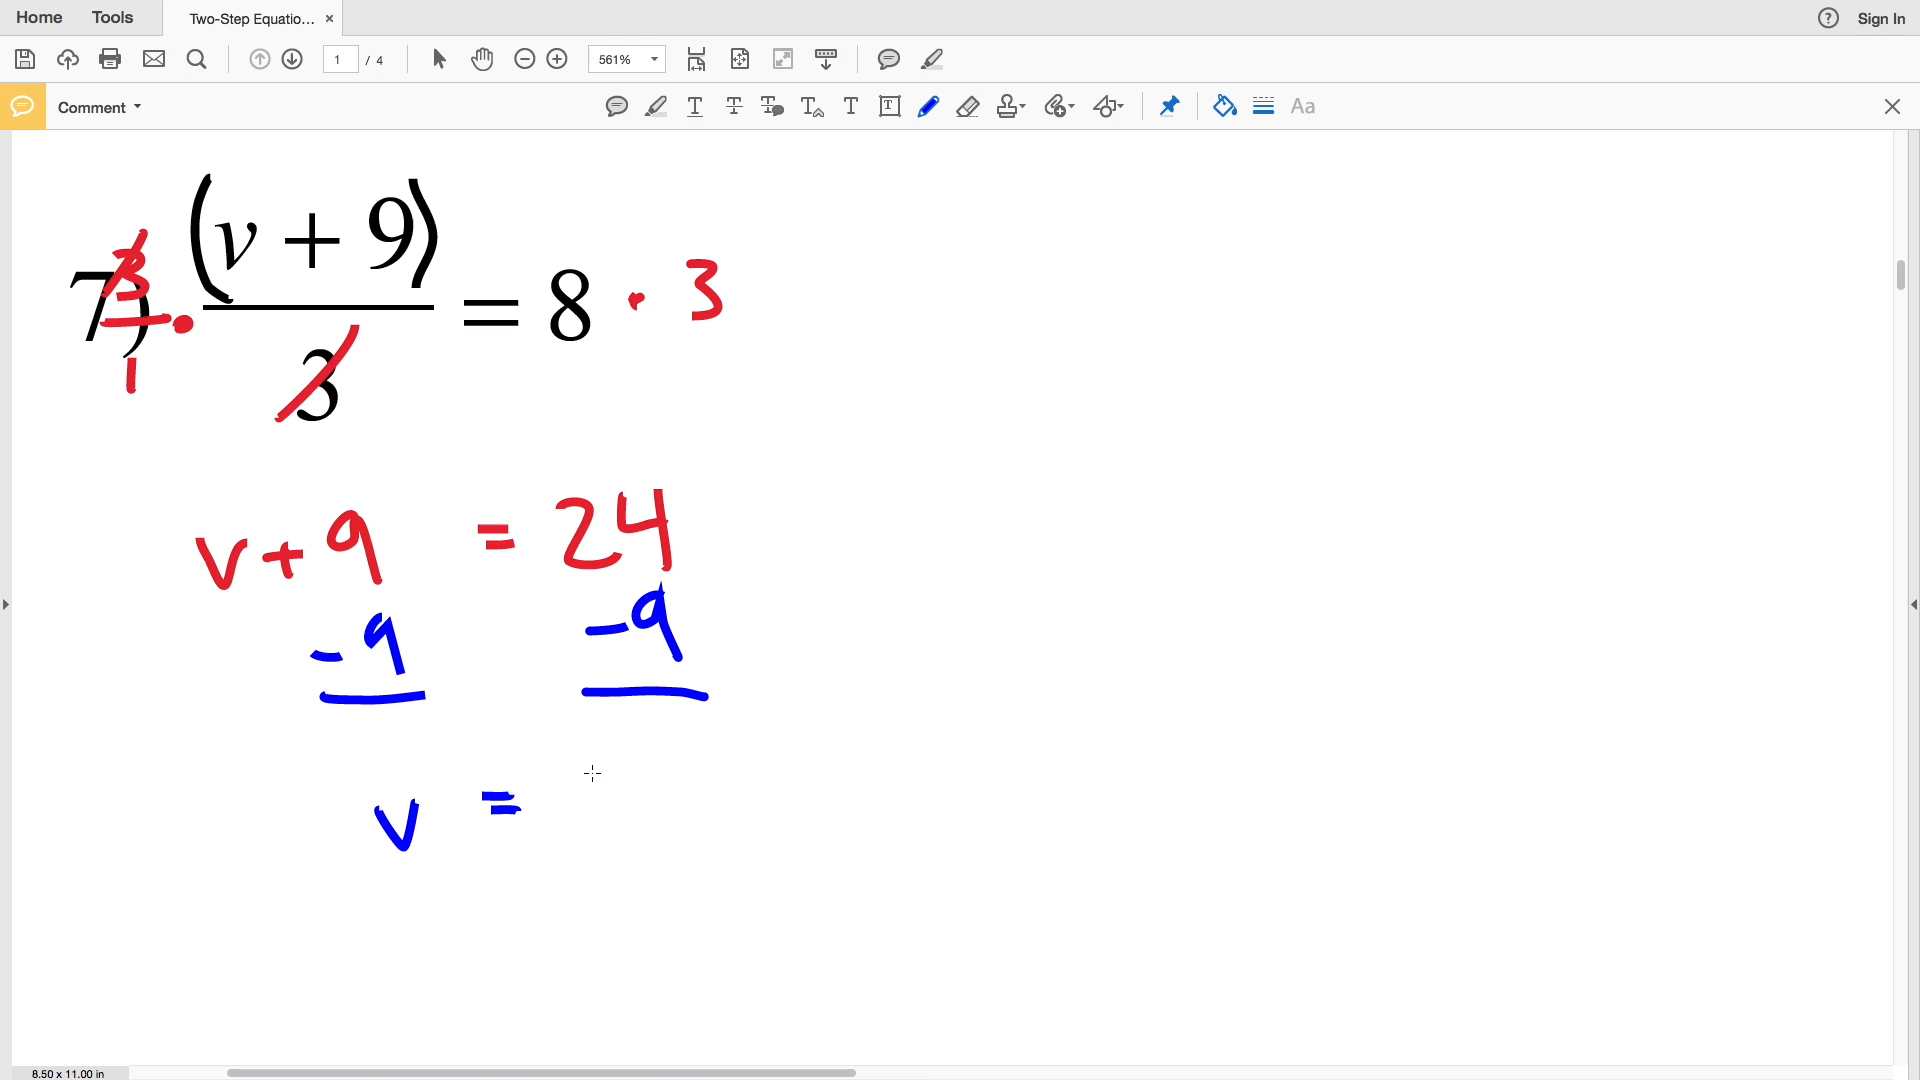 Home Tools Two-Step Equatio... × ? Sign In
1 / 4 561%
Comment T T T T T T Aa
(v + 9)
7) 3 · = 8 · 3
1 3
v + 9 = 24
- 9 - 9
v =
8.50 x 11.00 in